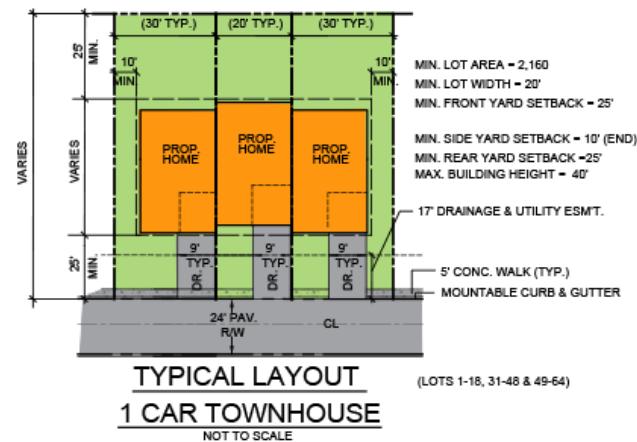 (30' TYP.) (20' TYP.) (30' TYP.)
25'
MIN.
10'
MIN.
10'
MIN.
VARIES
VARIES
PROP.
HOME
PROP.
HOME
PROP.
HOME
25'
MIN.
9'
TYP.
DR.
9'
TYP.
DR.
9'
TYP.
DR.
24' PAV.
R/W
CL
MIN. LOT AREA = 2,160
MIN. LOT WIDTH = 20'
MIN. FRONT YARD SETBACK = 25'
MIN. SIDE YARD SETBACK = 10' (END)
MIN. REAR YARD SETBACK =25'
MAX. BUILDING HEIGHT = 40'
17' DRAINAGE & UTILITY ESM'T.
5' CONC. WALK (TYP.)
MOUNTABLE CURB & GUTTER
TYPICAL LAYOUT
(LOTS 1-18, 31-48 & 49-64)
1 CAR TOWNHOUSE
NOT TO SCALE